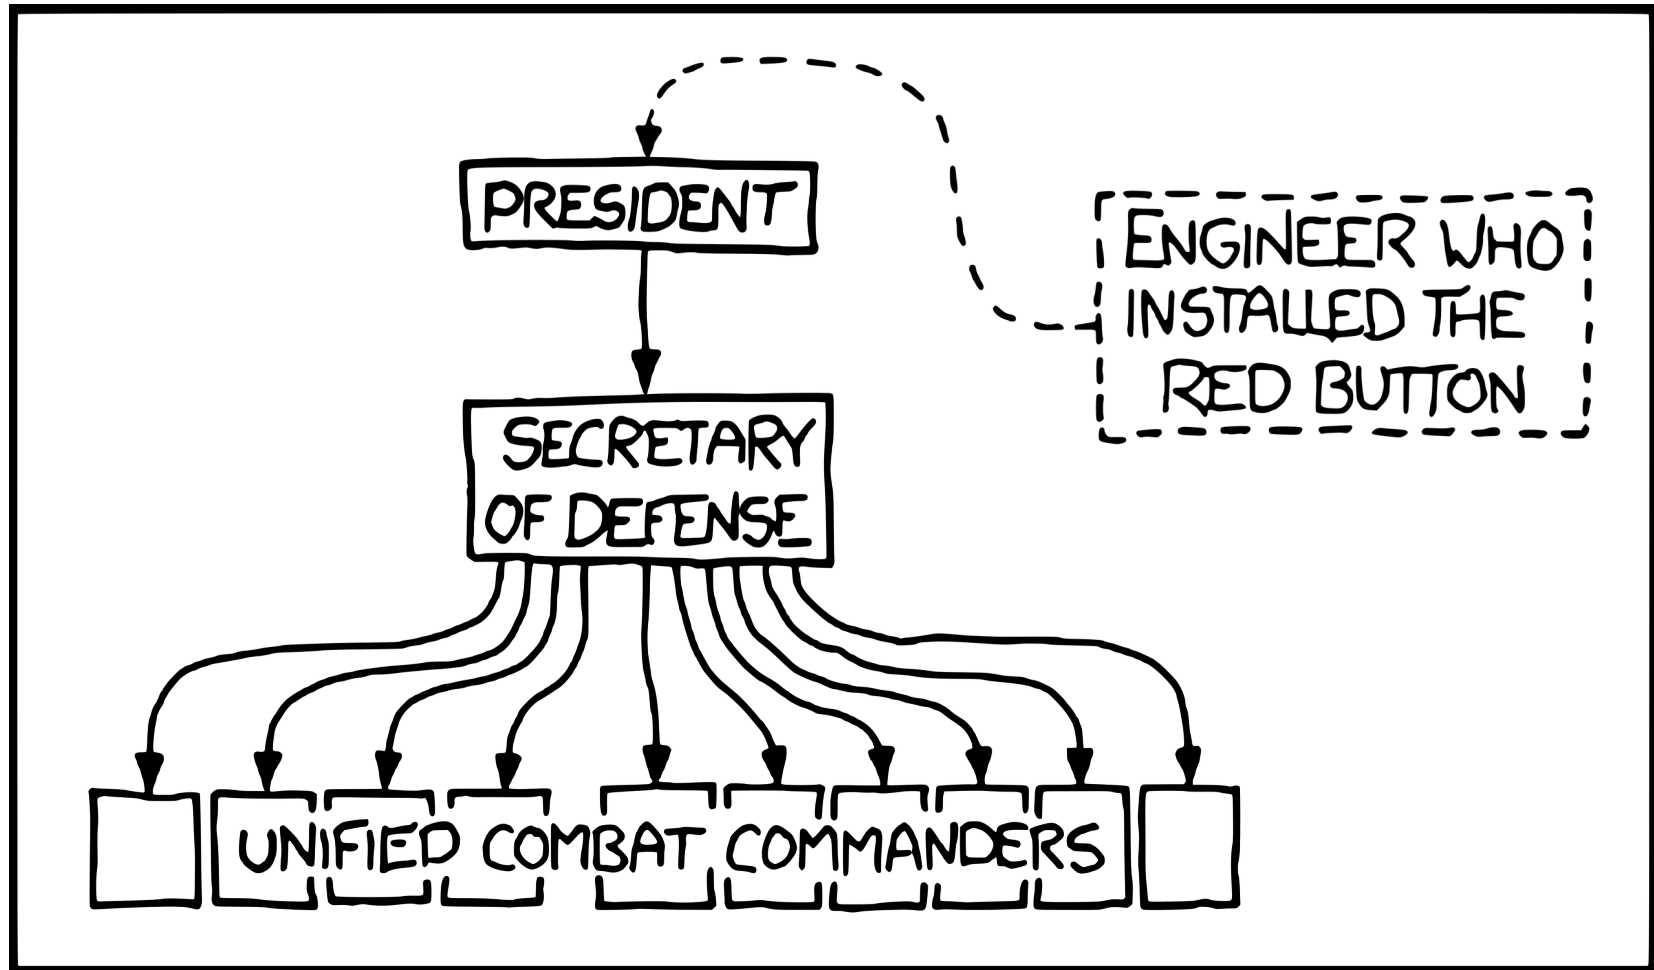 PRESIDENT
ENGINEER WHO
INSTALLED THE
RED BUTTON
SECRETARY
OF DEFENSE
UNIFIED COMBAT COMMANDERS